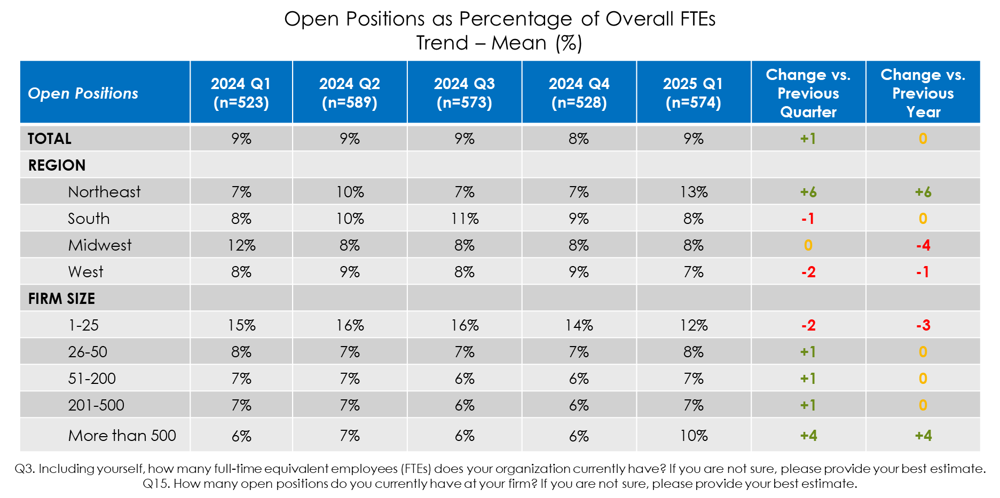 Open Positions as Percentage of Overall FTEs
Trend – Mean (%)
Open Positions 2024 Q1 (n=523) 2024 Q2 (n=589) 2024 Q3 (n=573) 2024 Q4 (n=528) 2025 Q1 (n=574) Change vs. Previous Quarter Change vs. Previous Year
TOTAL 9% 9% 9% 8% 9% +1 0
REGION
Northeast 7% 10% 7% 7% 13% +6 +6
South 8% 10% 11% 9% 8% -1 0
Midwest 12% 8% 8% 8% 8% 0 -4
West 8% 9% 8% 9% 7% -2 -1
FIRM SIZE
1-25 15% 16% 16% 14% 12% -2 -3
26-50 8% 7% 7% 7% 8% +1 0
51-200 7% 7% 6% 6% 7% +1 0
201-500 7% 7% 6% 6% 7% +1 0
More than 500 6% 7% 6% 6% 10% +4 +4
Q3. Including yourself, how many full-time equivalent employees (FTEs) does your organization currently have? If you are not sure, please provide your best estimate.
Q15. How many open positions do you currently have at your firm? If you are not sure, please provide your best estimate.